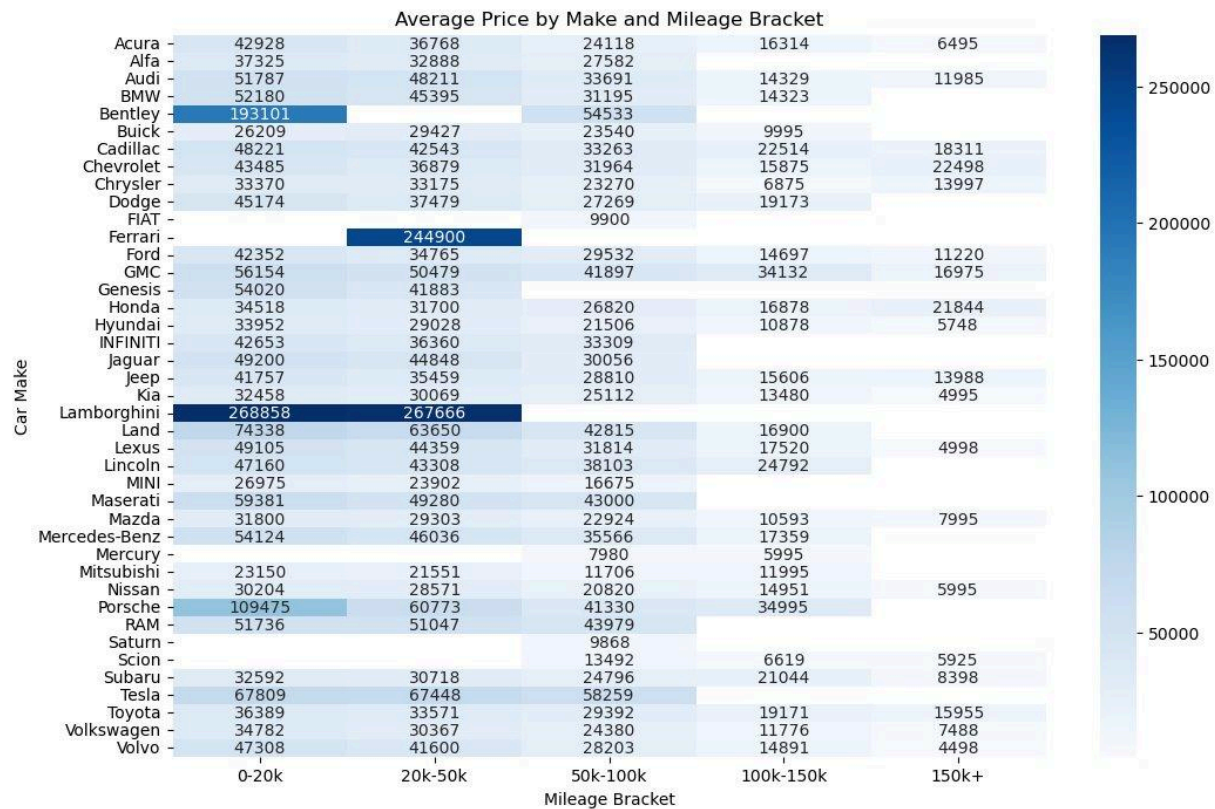 Average Price by Make and Mileage Bracket
Acura 42928 36768 24118 16314 6495
Alfa 37325 32888 27582
Audi 51787 48211 33691 14329 11985
BMW 52180 45395 31195 14323
Bentley 193101 54533
Buick 26209 29427 23540 9995
Cadillac 48221 42543 33263 22514 18311
Chevrolet 43485 36879 31964 15875 22498
Chrysler 33370 33175 23270 6875 13997
Dodge 45174 37479 27269 19173
FIAT 9900
Ferrari 244900
Ford 42352 34765 29532 14697 11220
GMC 56154 50479 41897 34132 16975
Genesis 54020 41883
Honda 34518 31700 26820 16878 21844
Hyundai 33952 29028 21506 10878 5748
INFINITI 42653 36360 33309
Jaguar 49200 44848 30056
Jeep 41757 35459 28810 15606 13988
Kia 32458 30069 25112 13480 4995
Lamborghini 268858 267666
Land 74338 63650 42815 16900
Lexus 49105 44359 31814 17520 4998
Lincoln 47160 43308 38103 24792
MINI 26975 23902 16675
Maserati 59381 49280 43000
Mazda 31800 29303 22924 10593 7995
Mercedes-Benz 54124 46036 35566 17359
Mercury 7980 5995
Mitsubishi 23150 21551 11706 11995
Nissan 30204 28571 20820 14951 5995
Porsche 109475 60773 41330 34995
RAM 51736 51047 43979
Saturn 9868
Scion 13492 6619 5925
Subaru 32592 30718 24796 21044 8398
Tesla 67809 67448 58259
Toyota 36389 33571 29392 19171 15955
Volkswagen 34782 30367 24380 11776 7488
Volvo 47308 41600 28203 14891 4498
0-20k 20k-50k 50k-100k 100k-150k 150k+
Mileage Bracket
Car Make
250000
200000
150000
100000
50000